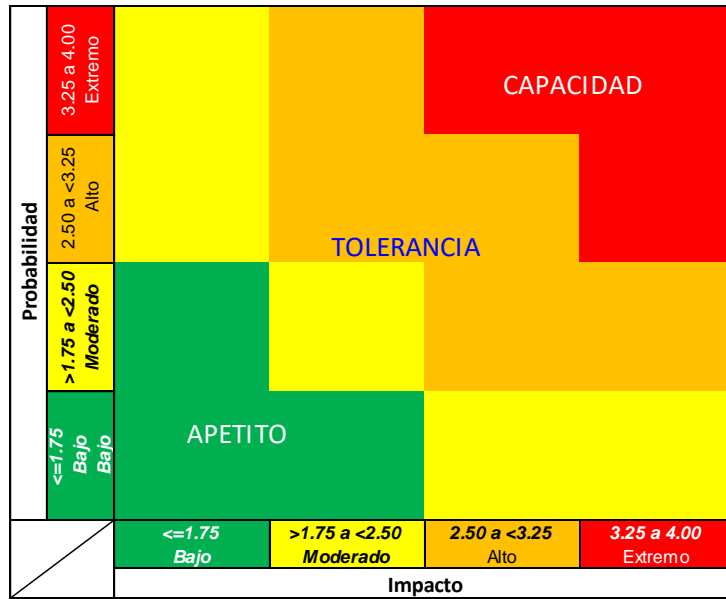 Probabilidad
3.25 a 4.00
Extremo
CAPACIDAD
2.50 a <3.25
Alto
TOLERANCIA
>1.75 a <2.50
Moderado
<=1.75
Bajo
Bajo
APETITO
<=1.75
Bajo
>1.75 a <2.50
Moderado
2.50 a <3.25
Alto
3.25 a 4.00
Extremo
Impacto